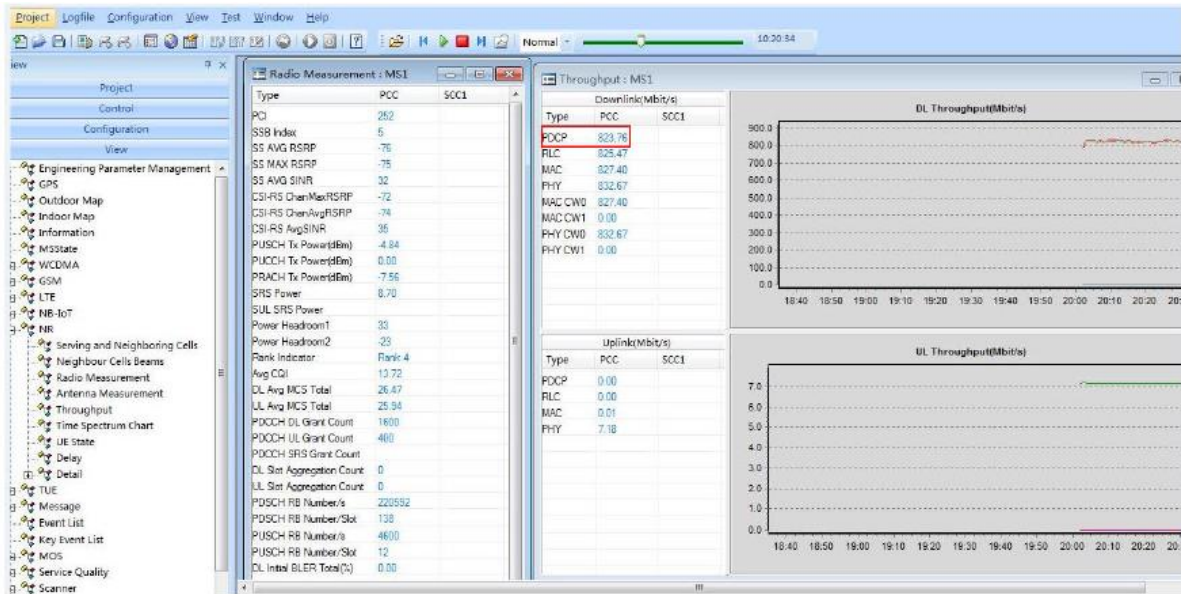 Project Logfile Configuration View Test Window Help
Normal
10:20:34
iew
Project
Control
Configuration
View
Engineering Parameter Management
GPS
Outdoor Map
Indoor Map
Information
MSState
WCDMA
GSM
LTE
NB-IoT
NR
Serving and Neighboring Cells
Neighbour Cells Beams
Radio Measurement
Antenna Measurement
Throughput
Time Spectrum Chart
UE State
Delay
Detail
TUE
Message
Event List
Key Event List
MOS
Service Quality
Scanner
Radio Measurement : MS1
Type PCC SCC1
PCI 252
SSB Index 5
SS AVG RSRP -76
SS MAX RSRP -75
SS AVG SINR 32
CSI-RS ChanMaxRSRP -72
CSI-RS ChanAvgRSRP -74
CSI-RS AvgSINR 35
PUSCH Tx Power(dBm) -4.84
PUCCH Tx Power(dBm) 0.00
PRACH Tx Power(dBm) -7.56
SRS Power 8.70
SUL SRS Power
Power Headroom1 33
Power Headroom2 -23
Rank Indicator Rank 4
Avg CQI 13.72
DL Avg MCS Total 26.47
UL Avg MCS Total 25.94
PDCCH DL Grant Count 1600
PDCCH UL Grant Count 400
PDCCH SRS Grant Count
DL Slot Aggregation Count 0
UL Slot Aggregation Count 0
PDSCH RB Number/s 220592
PDSCH RB Number/Slot 138
PUSCH RB Number/s 4600
PUSCH RB Number/Slot 12
DL Initial BLER Total(%) 0.00
Throughput : MS1
Downlink(Mbit/s)
Type PCC SCC1
PDCP 823.76
RLC 825.47
MAC 827.40
PHY 832.67
MAC CW0 827.40
MAC CW1 0.00
PHY CW0 832.67
PHY CW1 0.00
DL Throughput(Mbit/s)
900.0
800.0
700.0
600.0
500.0
400.0
300.0
200.0
100.0
0.0
18:40 18:50 19:00 19:10 19:20 19:30 19:40 19:50 20:00 20:10 20:20 20:
Uplink(Mbit/s)
Type PCC SCC1
PDCP 0.00
RLC 0.00
MAC 0.01
PHY 7.18
UL Throughput(Mbit/s)
7.0
6.0
5.0
4.0
3.0
2.0
1.0
0.0
18:40 18:50 19:00 19:10 19:20 19:30 19:40 19:50 20:00 20:10 20:20 20: